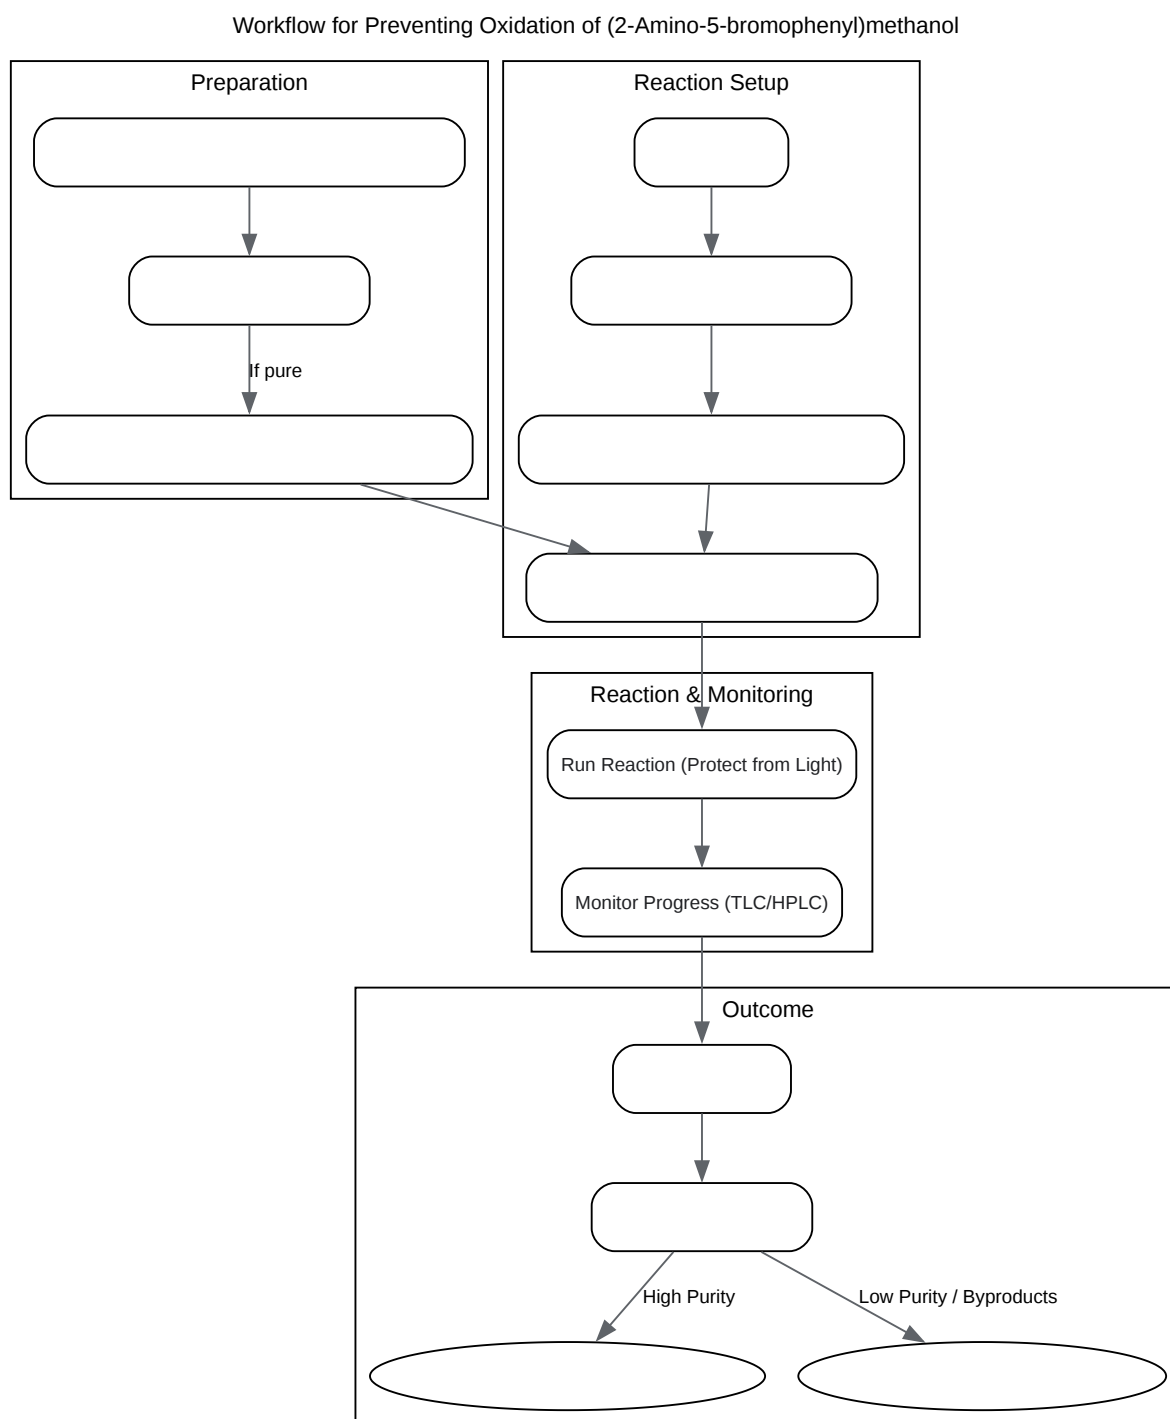 Workflow for Preventing Oxidation of (2-Amino-5-bromophenyl)methanol
Preparation
Reaction Setup
If pure
Reaction & Monitoring
Run Reaction (Protect from Light)
Monitor Progress (TLC/HPLC)
Outcome
High Purity
Low Purity / Byproducts